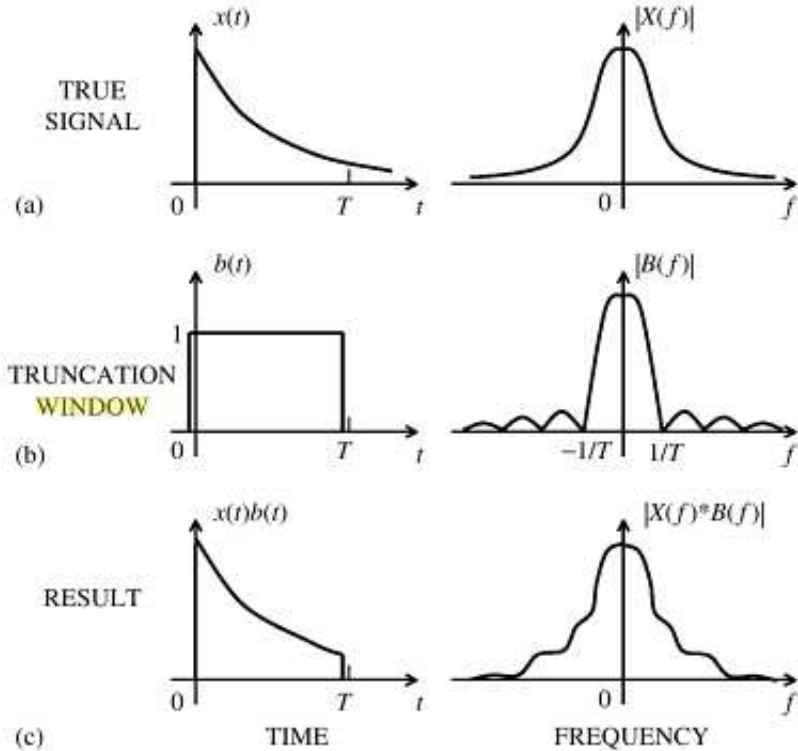 x(t)
|X(f)|
TRUE
SIGNAL
(a)
0
T
t
0
f
b(t)
|B(f)|
1
TRUNCATION
WINDOW
(b)
0
T
t
−1/T
1/T
f
x(t)b(t)
|X(f)*B(f)|
RESULT
0
T
t
0
f
(c)
TIME
FREQUENCY